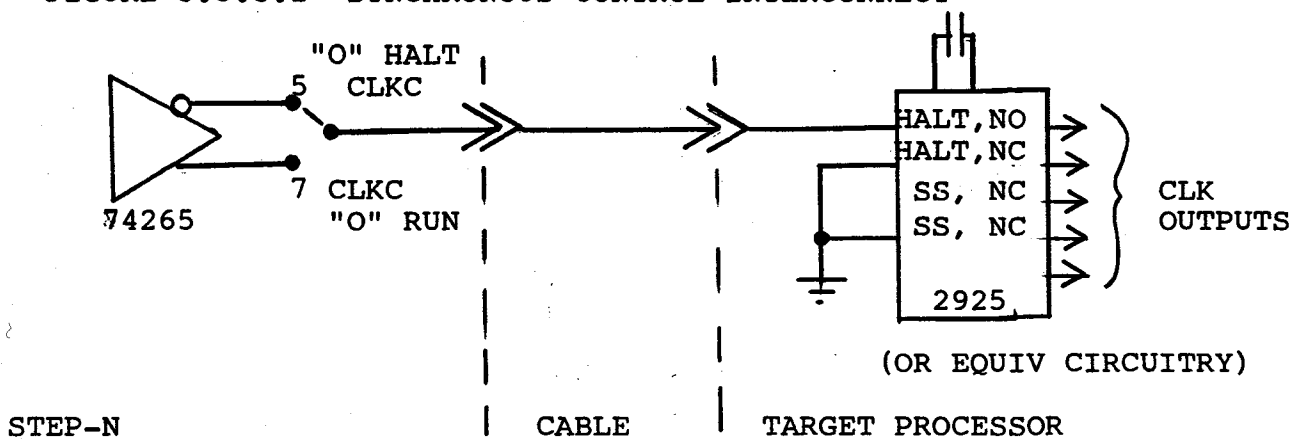 "O" HALT
5 CLKC
7 CLKC
"O" RUN
74265
HALT,NO
HALT,NC
SS, NC
SS, NC
2925
CLK
OUTPUTS
(OR EQUIV CIRCUITRY)
STEP-N CABLE TARGET PROCESSOR